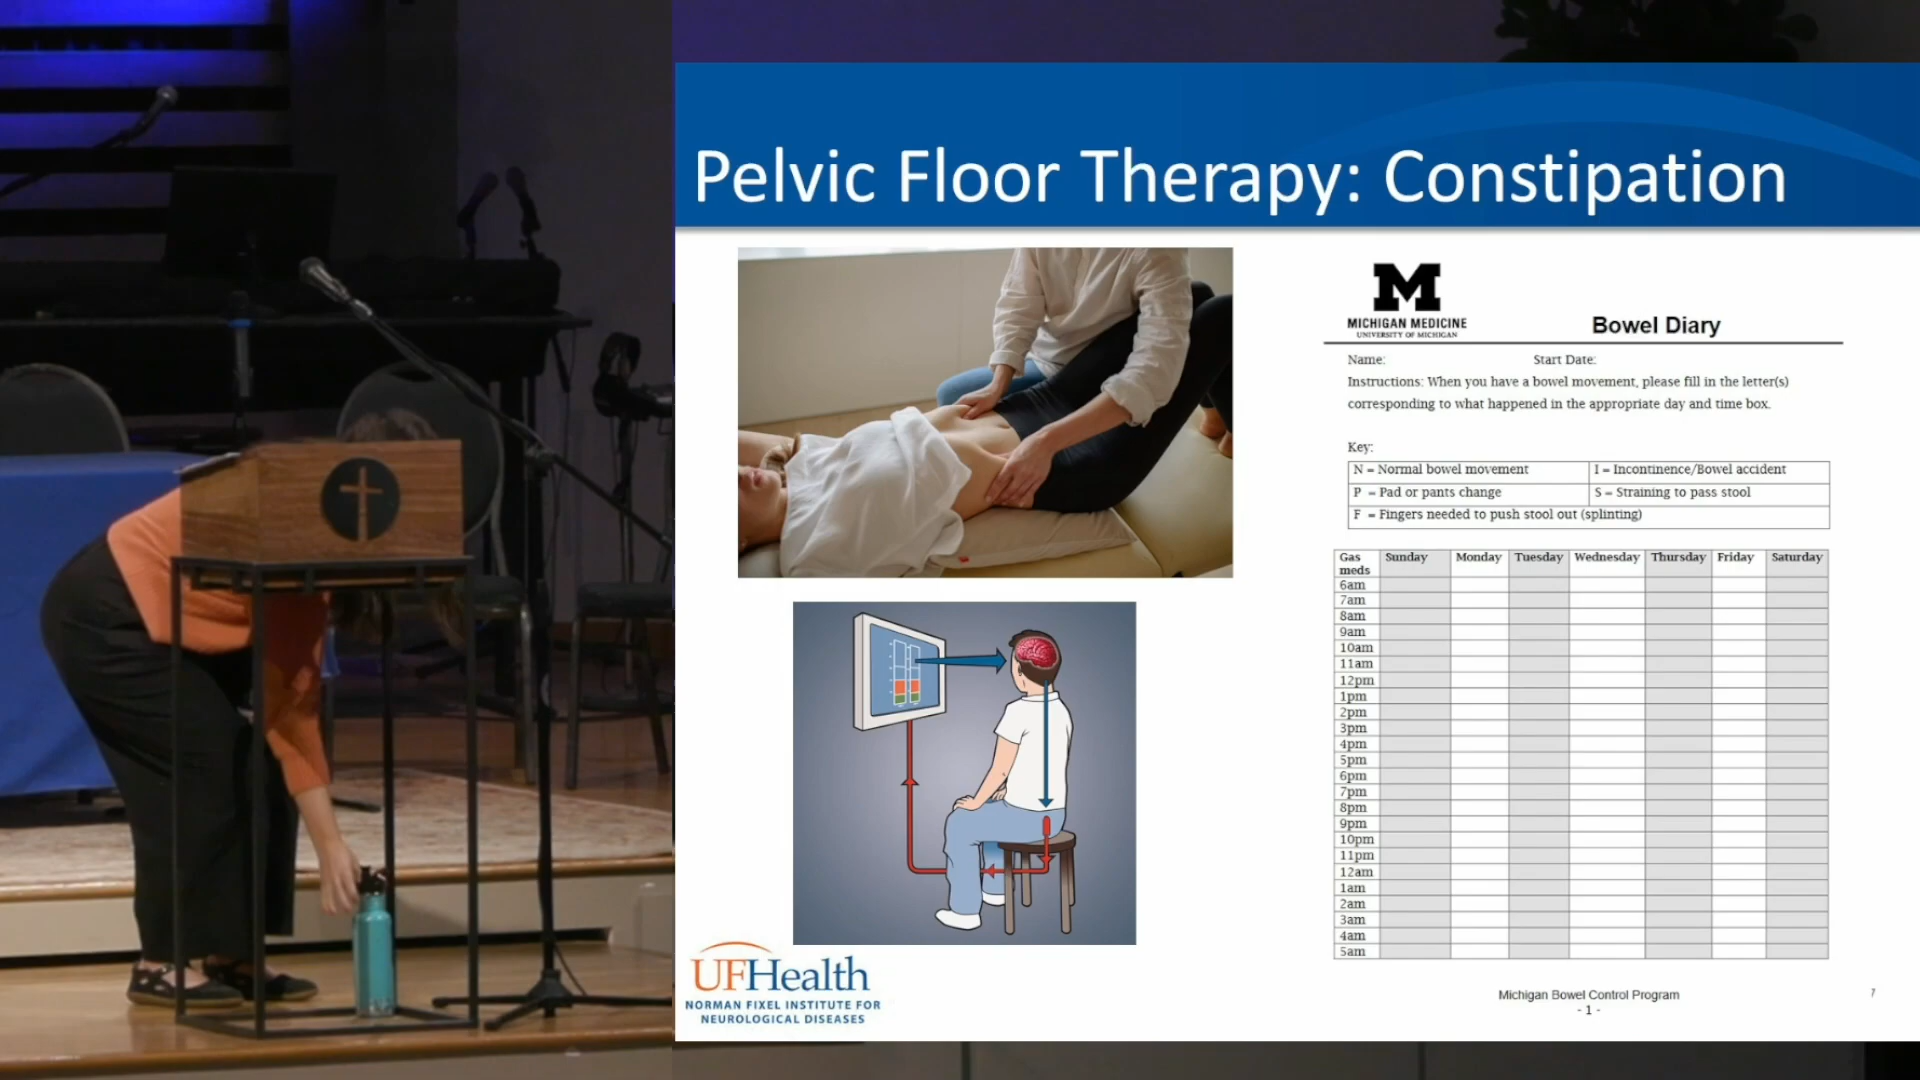 Pelvic Floor Therapy: Constipation
M
MICHIGAN MEDICINE
UNIVERSITY OF MICHIGAN
Bowel Diary
Name: Start Date:
Instructions: When you have a bowel movement, please fill in the letter(s)
corresponding to what happened in the appropriate day and time box.
Key:
N = Normal bowel movement I = Incontinence/Bowel accident
P = Pad or pants change S = Straining to pass stool
F = Fingers needed to push stool out (splinting)
Gas meds Sunday Monday Tuesday Wednesday Thursday Friday Saturday
6am
7am
8am
9am
10am
11am
12pm
1pm
2pm
3pm
4pm
5pm
6pm
7pm
8pm
9pm
10pm
11pm
12am
1am
2am
3am
4am
5am
Michigan Bowel Control Program
- 1 -
7
UFHealth
NORMAN FIXEL INSTITUTE FOR
NEUROLOGICAL DISEASES